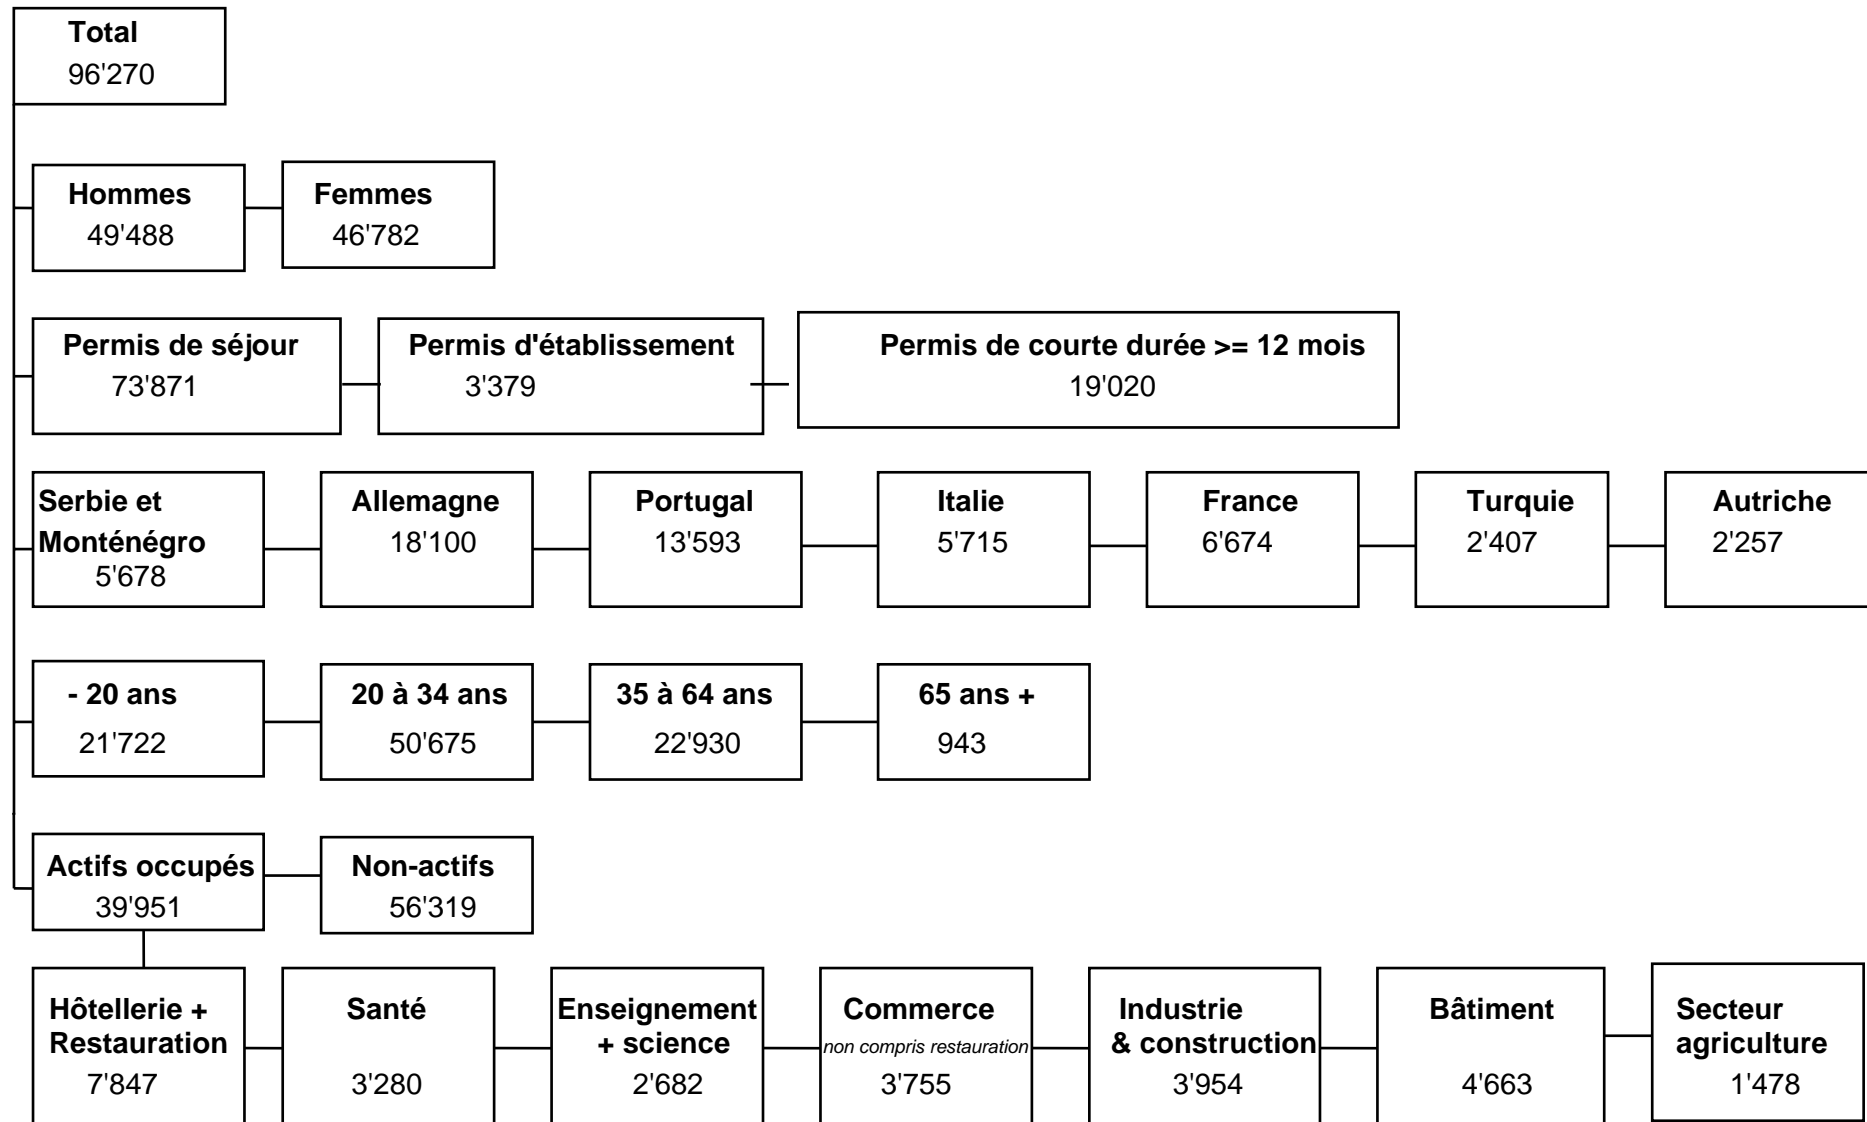 Total
96'270
Hommes
49'488
Femmes
46'782
Permis de séjour
73'871
Permis d'établissement
3'379
Permis de courte durée >= 12 mois
19'020
Serbie et
Monténégro
5'678
Allemagne
18'100
Portugal
13'593
Italie
5'715
France
6'674
Turquie
2'407
Autriche
2'257
- 20 ans
21'722
20 à 34 ans
50'675
35 à 64 ans
22'930
65 ans +
943
Actifs occupés
39'951
Non-actifs
56'319
Hôtellerie +
Restauration
7'847
Santé
3'280
Enseignement
+ science
2'682
Commerce
non compris restauration
3'755
Industrie
& construction
3'954
Bâtiment
4'663
Secteur
agriculture
1'478